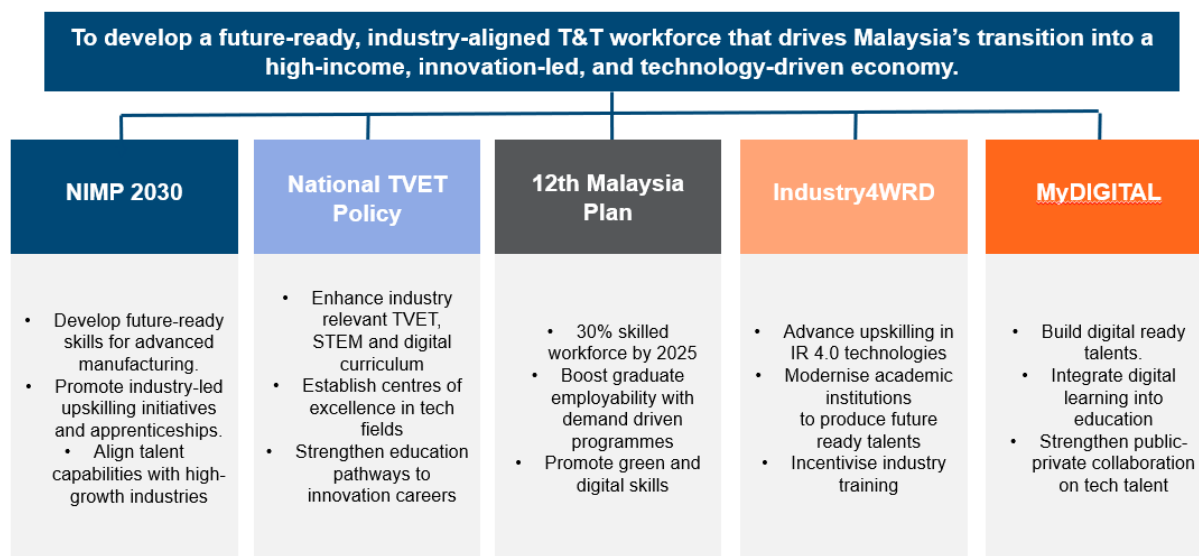 To develop a future-ready, industry-aligned T&T workforce that drives Malaysia's transition into a
high-income, innovation-led, and technology-driven economy.
NIMP 2030
• Develop future-ready
skills for advanced
manufacturing.
• Promote industry-led
upskilling initiatives
and apprenticeships.
• Align talent
capabilities with high-
growth industries
National TVET
Policy
• Enhance industry
relevant TVET,
STEM and digital
curriculum
• Establish centres of
excellence in tech
fields
• Strengthen education
pathways to
innovation careers
12th Malaysia
Plan
• 30% skilled
workforce by 2025
• Boost graduate
employability with
demand driven
programmes
• Promote green and
digital skills
Industry4WRD
• Advance upskilling in
IR 4.0 technologies
• Modernise academic
institutions
to produce future
ready talents
• Incentivise industry
training
MyDIGITAL
• Build digital ready
talents.
• Integrate digital
learning into
education
• Strengthen public-
private collaboration
on tech talent